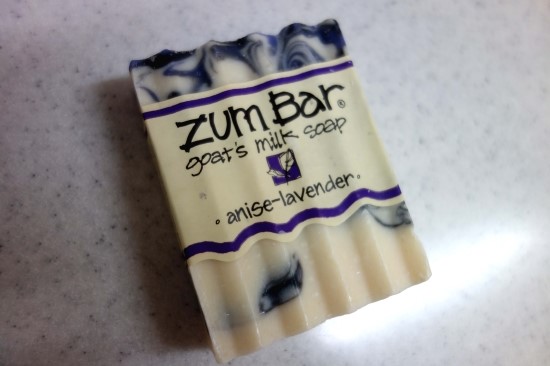 zum Bar®
goat's milk soap
· anise-lavender ·